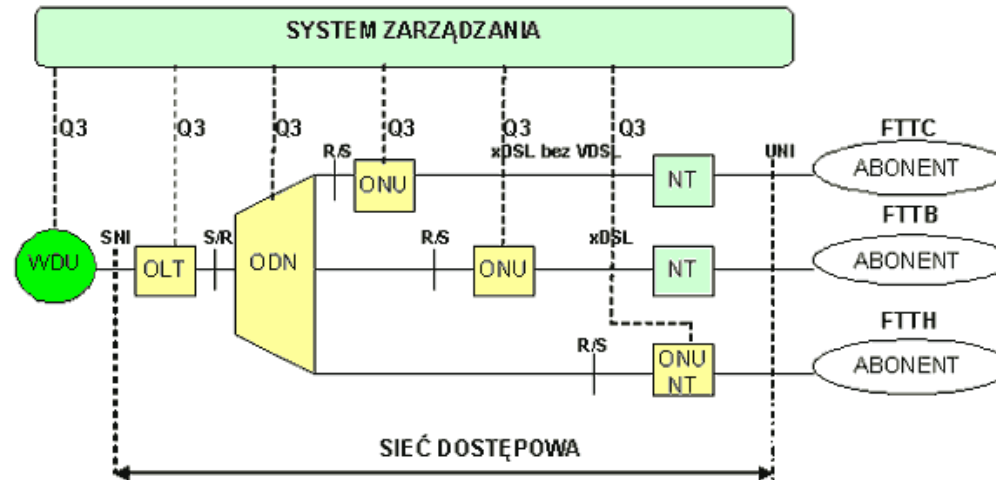 SYSTEM ZARZĄDZANIA
Q3 Q3 Q3 Q3 Q3 Q3
FTTC
R/S xDSL bez VDSL UNI
ONU NT ABONENT
FTTB
SNI S/R R/S xDSL
WDU OLT ODN ONU NT ABONENT
FTTH
R/S
ONU NT ABONENT
SIEĆ DOSTĘPOWA